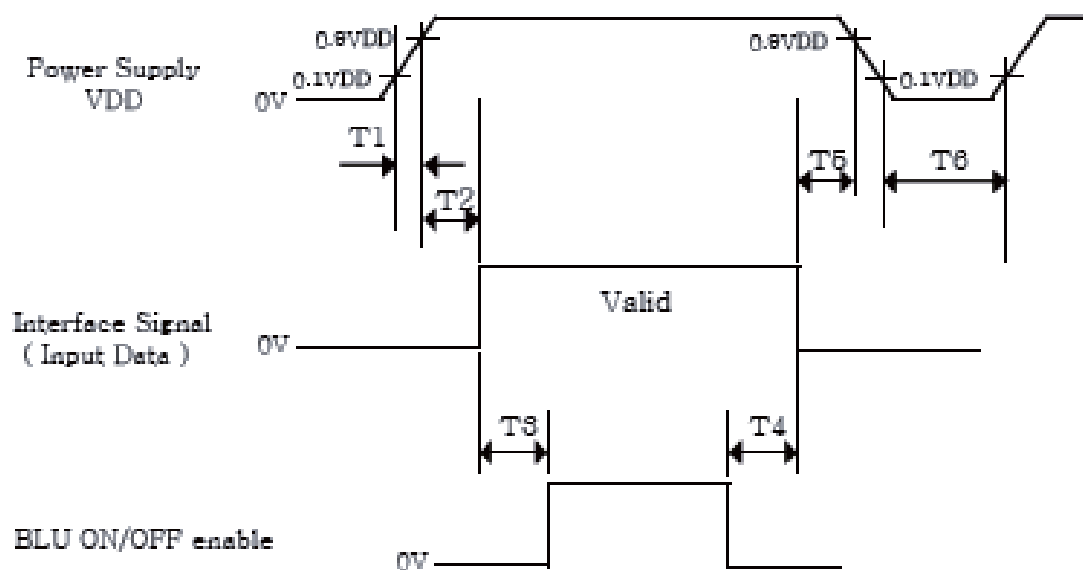 0.9VDD
0.9VDD
Power Supply
VDD
0.1VDD
0.1VDD
0V
T1
T2
T5
T6
Valid
Interface Signal
( Input Data )
0V
T3
T4
BLU ON/OFF enable
0V